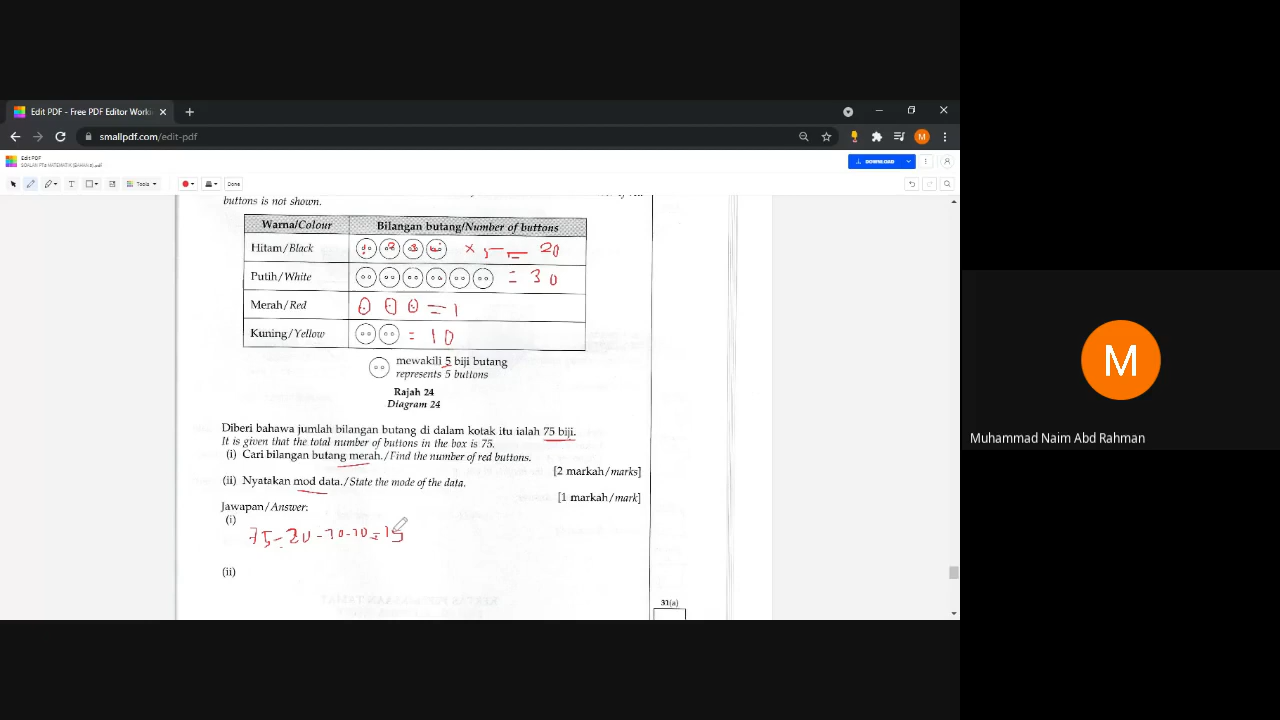 Edit PDF - Free PDF Editor Worki
smallpdf.com/edit-pdf
M
Edit PDF
DOWNLOAD
T
Tools
Done
buttons is not shown.
Warna/Colour
Bilangan butang/Number of buttons
Hitam/Black
× 5 = 20
Putih/White
= 30
Merah/Red
= 1
Kuning/Yellow
= 10
mewakili 5 biji butang
represents 5 buttons
Rajah 24
Diagram 24
Diberi bahawa jumlah bilangan butang di dalam kotak itu ialah 75 biji.
It is given that the total number of buttons in the box is 75.
(i) Cari bilangan butang merah./Find the number of red buttons.
[2 markah/marks]
(ii) Nyatakan mod data./State the mode of the data.
[1 markah/mark]
Jawapan/Answer:
(i)
75-20-30-10=15
(ii)
31(a)
M
Muhammad Naim Abd Rahman